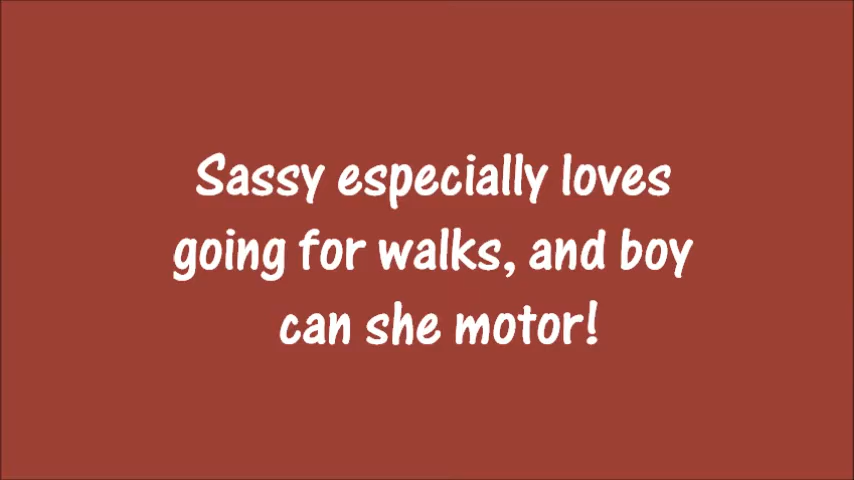 Sassy especially loves
going for walks, and boy
can she motor!